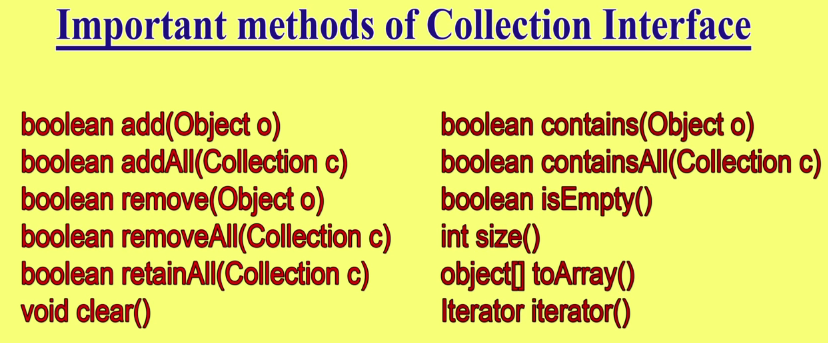 Important methods of Collection Interface
boolean add(Object o)
boolean addAll(Collection c)
boolean remove(Object o)
boolean removeAll(Collection c)
boolean retainAll(Collection c)
void clear()
boolean contains(Object o)
boolean containsAll(Collection c)
boolean isEmpty()
int size()
object[] toArray()
Iterator iterator()